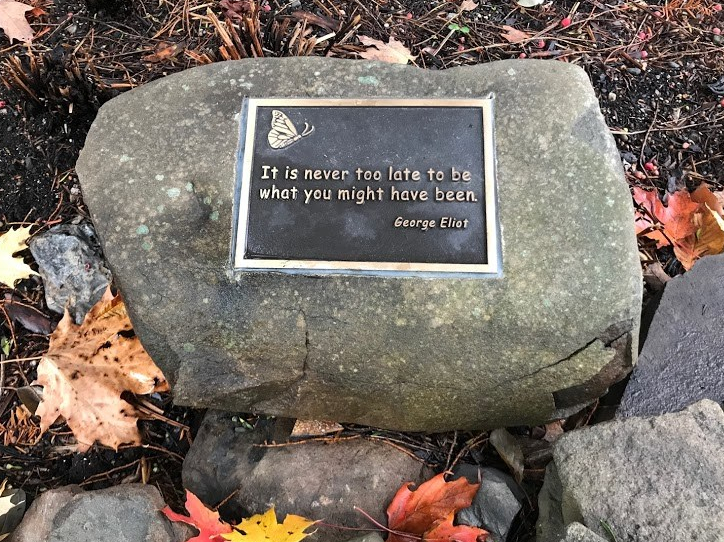 It is never too late to be
what you might have been.
George Eliot